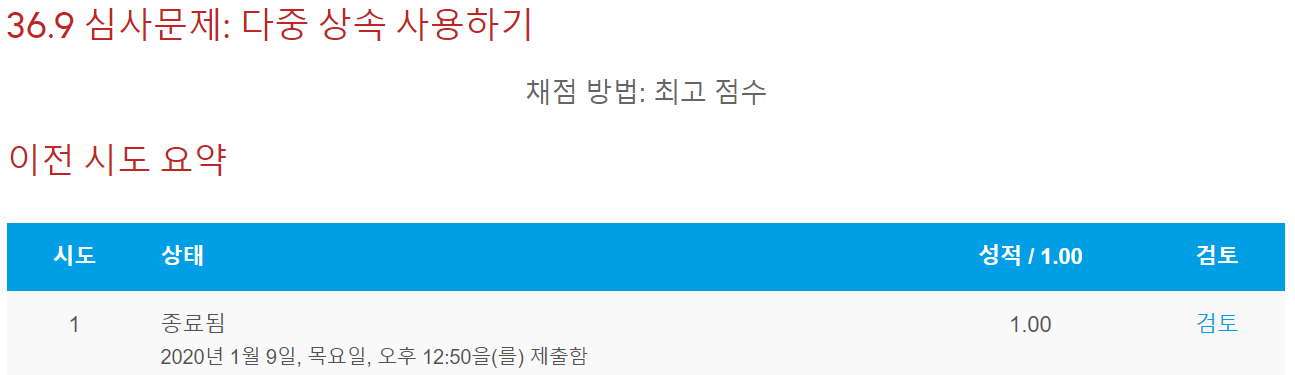 36.9 심사문제: 다중 상속 사용하기
채점 방법: 최고 점수
이전 시도 요약
시도 상태 성적 / 1.00 검토
1 종료됨 1.00 검토
2020년 1월 9일, 목요일, 오후 12:50을(를) 제출함